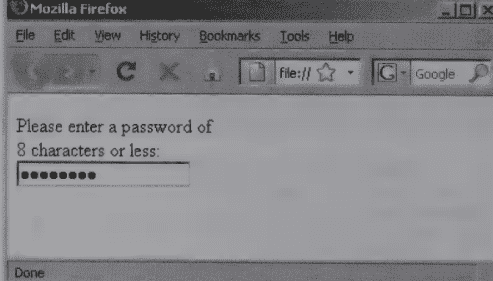 Mozilla Firefox
File Edit View History Bookmarks Tools Help
file:// G Google
Please enter a password of
8 characters or less:
●●●●●●●●
Done